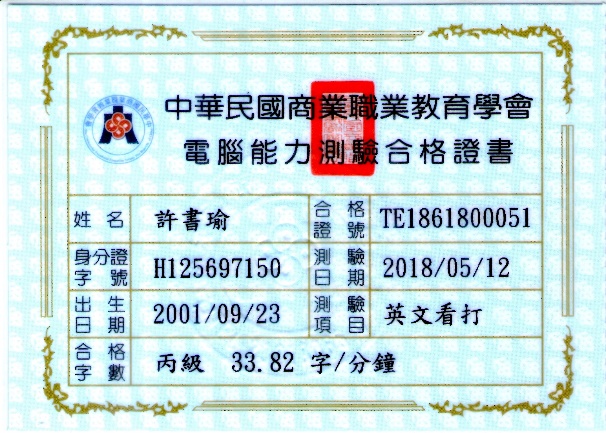 中華民國商業職業教育學會
電腦能力測驗合格證書
姓名 許書瑜 合格證號 TE1861800051
身分證字號 H125697150 測驗日期 2018/05/12
出生日期 2001/09/23 測驗項目 英文看打
合格字數 丙級 33.82 字/分鐘